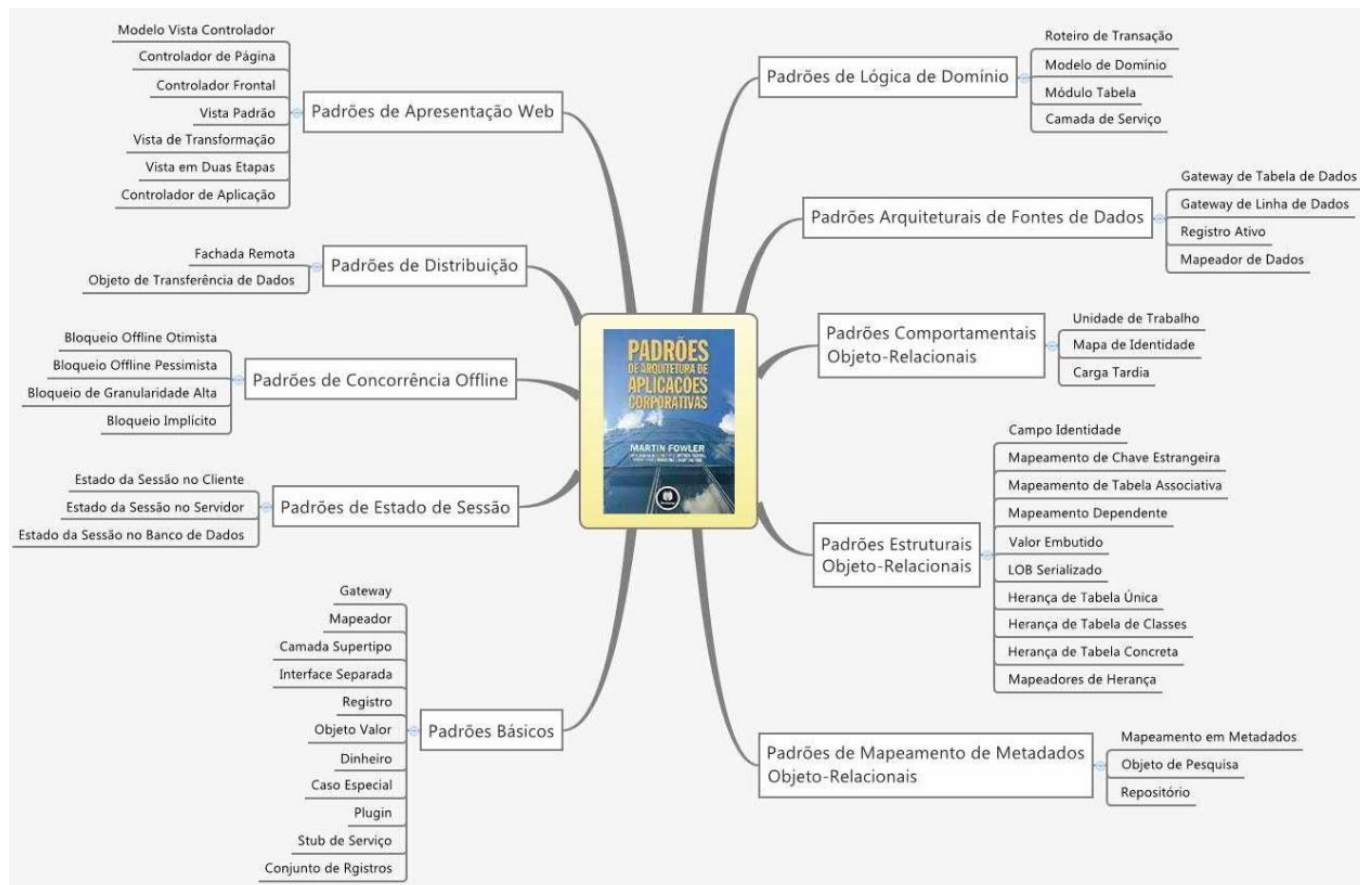 Modelo Vista Controlador
Controlador de Página
Controlador Frontal
Vista Padrão
Vista de Transformação
Vista em Duas Etapas
Controlador de Aplicação
Padrões de Apresentação Web
Fachada Remota
Objeto de Transferência de Dados
Padrões de Distribuição
Bloqueio Offline Otimista
Bloqueio Offline Pessimista
Bloqueio de Granularidade Alta
Bloqueio Implícito
Padrões de Concorrência Offline
Estado da Sessão no Cliente
Estado da Sessão no Servidor
Estado da Sessão no Banco de Dados
Padrões de Estado de Sessão
Gateway
Mapeador
Camada Supertipo
Interface Separada
Registro
Objeto Valor
Dinheiro
Caso Especial
Plugin
Stub de Serviço
Conjunto de Rgistros
Padrões Básicos
PADRÕES
DE ARQUITETURA DE
APLICAÇÕES
CORPORATIVAS
MARTIN FOWLER
Padrões de Lógica de Domínio
Roteiro de Transação
Modelo de Domínio
Módulo Tabela
Camada de Serviço
Padrões Arquiteturais de Fontes de Dados
Gateway de Tabela de Dados
Gateway de Linha de Dados
Registro Ativo
Mapeador de Dados
Padrões Comportamentais
Objeto-Relacionais
Unidade de Trabalho
Mapa de Identidade
Carga Tardia
Padrões Estruturais
Objeto-Relacionais
Campo Identidade
Mapeamento de Chave Estrangeira
Mapeamento de Tabela Associativa
Mapeamento Dependente
Valor Embutido
LOB Serializado
Herança de Tabela Única
Herança de Tabela de Classes
Herança de Tabela Concreta
Mapeadores de Herança
Padrões de Mapeamento de Metadados
Objeto-Relacionais
Mapeamento em Metadados
Objeto de Pesquisa
Repositório